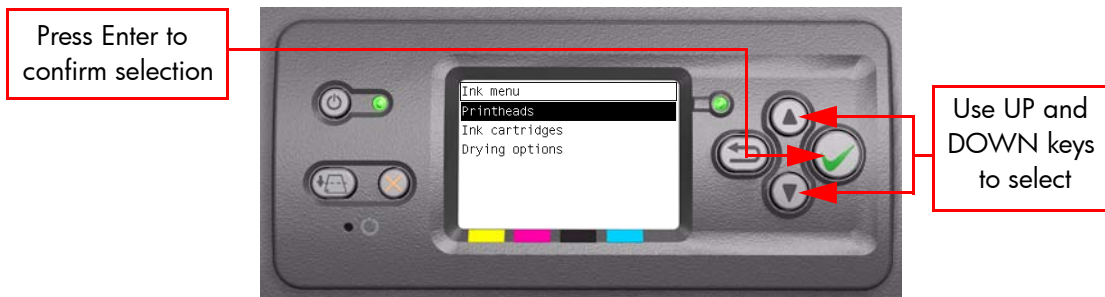 Press Enter to
confirm selection
Ink menu
Printheads
Ink cartridges
Drying options
Use UP and
DOWN keys
to select